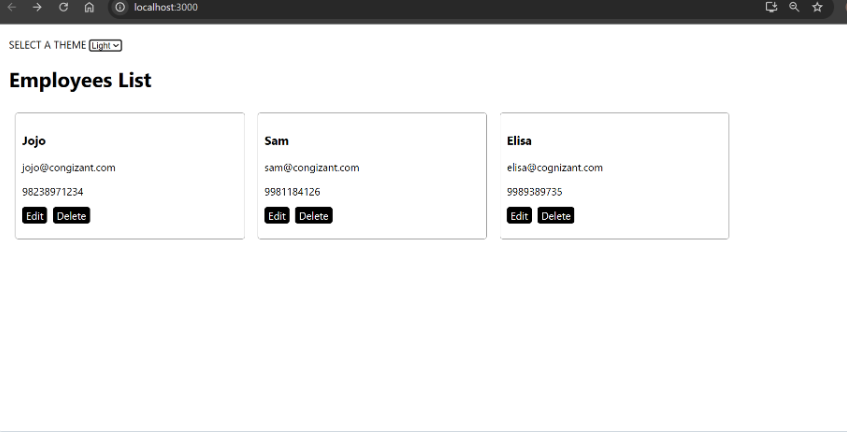 localhost:3000
SELECT A THEME Light
Employees List
Jojo
jojo@congizant.com
98238971234
Edit Delete
Sam
sam@congizant.com
9981184126
Edit Delete
Elisa
elisa@cognizant.com
9989389735
Edit Delete